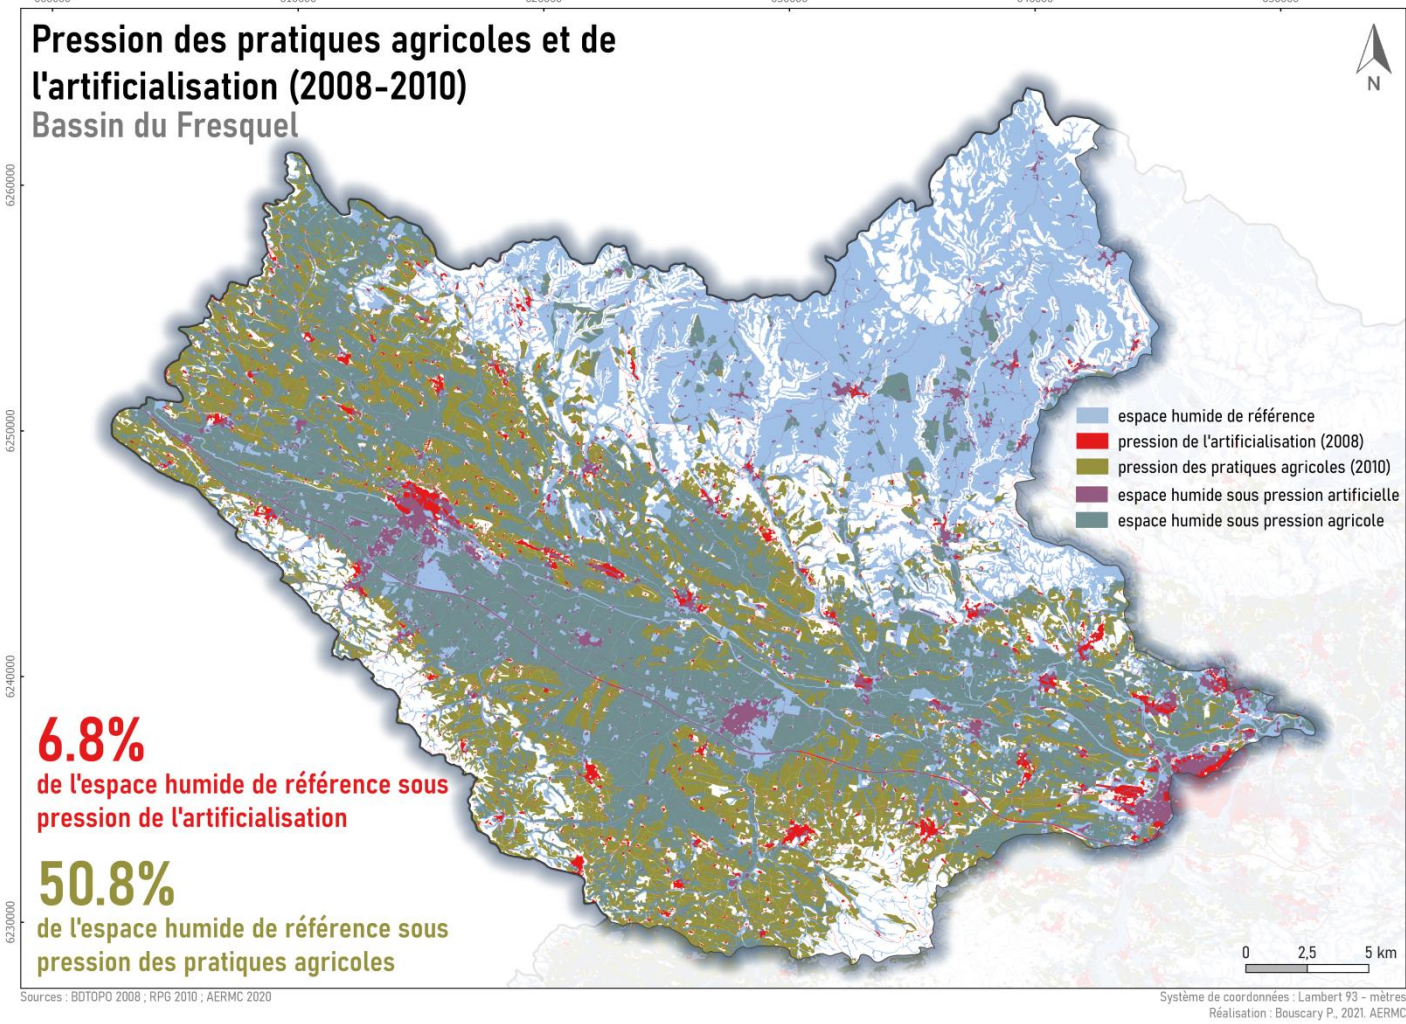 Pression des pratiques agricoles et de
l'artificialisation (2008-2010)
Bassin du Fresquel
N
6260000
6250000
6240000
6230000
espace humide de référence
pression de l'artificialisation (2008)
pression des pratiques agricoles (2010)
espace humide sous pression artificielle
espace humide sous pression agricole
6.8%
de l'espace humide de référence sous
pression de l'artificialisation
50.8%
de l'espace humide de référence sous
pression des pratiques agricoles
0 2,5 5 km
Sources : BDTOPO 2008 ; RPG 2010 ; AERMC 2020
Système de coordonnées : Lambert 93 - mètres
Réalisation : Bouscary P., 2021. AERMC